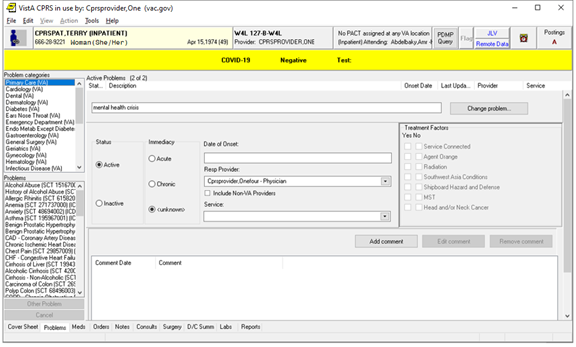 VistA CPRS in use by: Cprsprovider,One (vac.gov)
File Edit View Action Tools Help
CPRSPAT,TERRY (INPATIENT)
666-28-9221 Woman(She/Her) Apr 15,1974 (49)
W4L 127-B-W4L
Provider: CPRSPROVIDER,ONE
No PACT assigned at any VA location
(Inpatient) Attending: Abdelbaky,Amr
PDMP
Query
Flag
JLV
Remote Data
Postings
A
COVID-19 Negative Test:
Problem categories
Primary Care (VA)
Cardiology (VA)
Dental (VA)
Dermatology (VA)
Diabetes (VA)
Ears Nose Throat (VA)
Emergency Department (VA)
Endo Metab Except Diabete
Gastroenterology (VA)
General Surgery (VA)
Geriatrics (VA)
Gynecology (VA)
Hematology (VA)
Infectious Disease (VA)
Problems
Alcohol Abuse (SCT 1516700
History of Alcohol Abuse (SC
Allergic Rhinitis (SCT 615820
Anemia (SCT 271737000) (I
Anxiety (SCT 48694002) (ICD
Asthma (SCT 195967001) (IC
Benign Prostatic Hypertrophy
Benign Prostatic Hypertrophy
CAD - Coronary Artery Diseas
Chronic Ischemic Heart Disea
Chest Pain (SCT 29857009) (
CHF - Congestive Heart Failu
Cirrhosis of Liver (SCT 19943
Alcoholic Cirrhosis (SCT 4200
Cirrhosis - Non-Alcoholic (SC
Carcinoma of Colon (SCT 269
Polyp Colon (SCT 68496003)
Other Problem
Cancel
Active Problems (2 of 2)
Stat... Description Onset Date Last Upda... Provider Service
mental health crisis
Change problem...
Status
Active
Inactive
Immediacy
Acute
Chronic
<unknown>
Date of Onset:
Resp Provider:
Cprsprovider,Onefour - Physician
Include Non-VA Providers
Service:
Treatment Factors
Yes No
Service Connected
Agent Orange
Radiation
Southwest Asia Conditions
Shipboard Hazard and Defense
MST
Head and/or Neck Cancer
Add comment Edit comment Remove comment
Comment Date Comment
Cover Sheet Problems Meds Orders Notes Consults Surgery D/C Summ Labs Reports